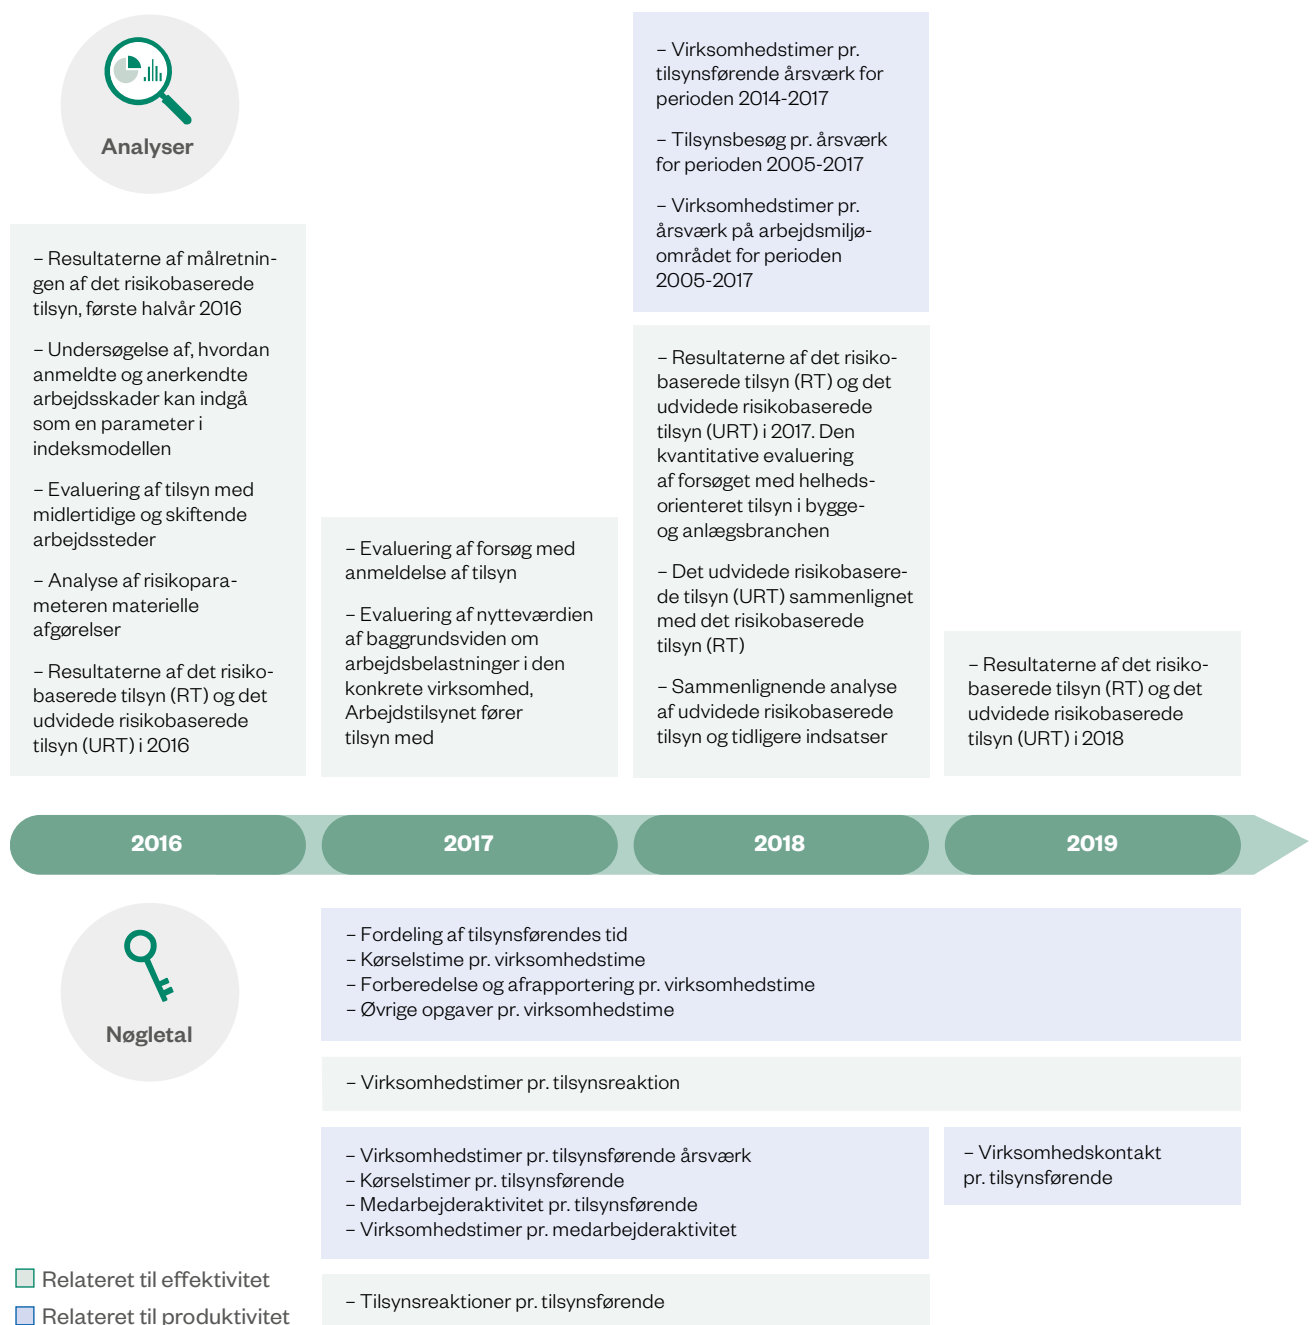 Analyser
– Resultaterne af målretnin-
gen af det risikobaserede
tilsyn, første halvår 2016
– Undersøgelse af, hvordan
anmeldte og anerkendte
arbejdsskader kan indgå
som en parameter i
indeksmodellen
– Evaluering af tilsyn med
midlertidige og skiftende
arbejdssteder
– Analyse af risikopara-
meteren materielle
afgørelser
– Resultaterne af det risiko-
baserede tilsyn (RT) og det
udvidede risikobaserede
tilsyn (URT) i 2016
– Evaluering af forsøg med
anmeldelse af tilsyn
– Evaluering af nytteværdien
af baggrundsviden om
arbejdsbelastninger i den
konkrete virksomhed,
Arbejdstilsynet fører
tilsyn med
– Virksomhedstimer pr.
tilsynsførende årsværk for
perioden 2014-2017
– Tilsynsbesøg pr. årsværk
for perioden 2005-2017
– Virksomhedstimer pr.
årsværk på arbejdsmiljø-
området for perioden
2005-2017
– Resultaterne af det risiko-
baserede tilsyn (RT) og det
udvidede risikobaserede
tilsyn (URT) i 2017. Den
kvantitative evaluering
af forsøget med helheds-
orienteret tilsyn i bygge-
og anlægsbranchen
– Det udvidede risikobasere-
de tilsyn (URT) sammenlignet
med det risikobaserede
tilsyn (RT)
– Sammenlignende analyse
af udvidede risikobaserede
tilsyn og tidligere indsatser
– Resultaterne af det risiko-
baserede tilsyn (RT) og det
udvidede risikobaserede
tilsyn (URT) i 2018
2016
2017
2018
2019
Nøgletal
– Fordeling af tilsynsførendes tid
– Kørselstime pr. virksomhedstime
– Forberedelse og afrapportering pr. virksomhedstime
– Øvrige opgaver pr. virksomhedstime
– Virksomhedstimer pr. tilsynsreaktion
– Virksomhedstimer pr. tilsynsførende årsværk
– Kørselstimer pr. tilsynsførende
– Medarbejderaktivitet pr. tilsynsførende
– Virksomhedstimer pr. medarbejderaktivitet
– Virksomhedskontakt
pr. tilsynsførende
– Tilsynsreaktioner pr. tilsynsførende
Relateret til effektivitet
Relateret til produktivitet